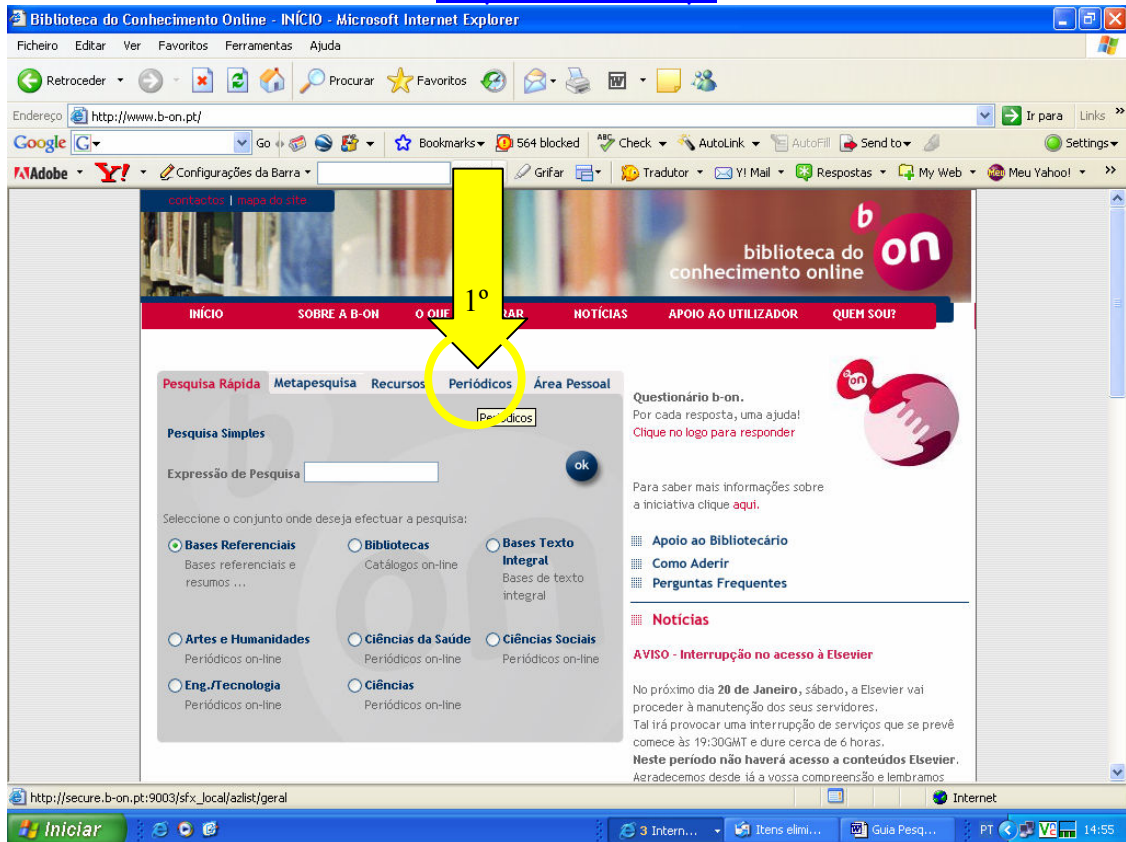 Biblioteca do Conhecimento Online - INÍCIO - Microsoft Internet Explorer
Ficheiro Editar Ver Favoritos Ferramentas Ajuda
Retroceder Procurar Favoritos
Endereço http://www.b-on.pt/ Ir para Links »
Google G Go Bookmarks 564 blocked ABC Check AutoLink AutoFill Send to Settings
Adobe Y! Configurações da Barra Grifar Tradutor Y! Mail Respostas My Web Meu Yahoo! »
contactos | mapa do site
b on
biblioteca do
conhecimento online
1º
INÍCIO SOBRE A B-ON O QUE NOTÍCIAS APOIO AO UTILIZADOR QUEM SOU?
Pesquisa Rápida Metapesquisa Recursos Periódicos Área Pessoal
Periódicos
Pesquisa Simples
Expressão de Pesquisa
ok
Seleccione o conjunto onde deseja efectuar a pesquisa:
Bases Referenciais Bibliotecas Bases Texto
Integral
Bases referenciais e Catálogos on-line
resumos ... Bases de texto
integral
Artes e Humanidades Ciências da Saúde Ciências Sociais
Periódicos on-line Periódicos on-line Periódicos on-line
Eng./Tecnologia Ciências
Periódicos on-line Periódicos on-line
Questionário b-on.
Por cada resposta, uma ajuda!
Clique no logo para responder
bon
Para saber mais informações sobre
a iniciativa clique aqui.
Apoio ao Bibliotecário
Como Aderir
Perguntas Frequentes
Notícias
AVISO - Interrupção no acesso à Elsevier
No próximo dia 20 de Janeiro, sábado, a Elsevier vai
proceder à manutenção dos seus
servidores.
Tal irá provocar uma interrupção de serviços que se prevê
comece às 19:30GMT e dure cerca de 6 horas.
Neste período não haverá acesso a conteúdos Elsevier.
Agradecemos desde já a vossa compreensão e lembramos
http://secure.b-on.pt:9003/sfx_local/azlist/geral Internet
Iniciar 3 Intern... Itens elimi... Guia Pesq... PT 14:55